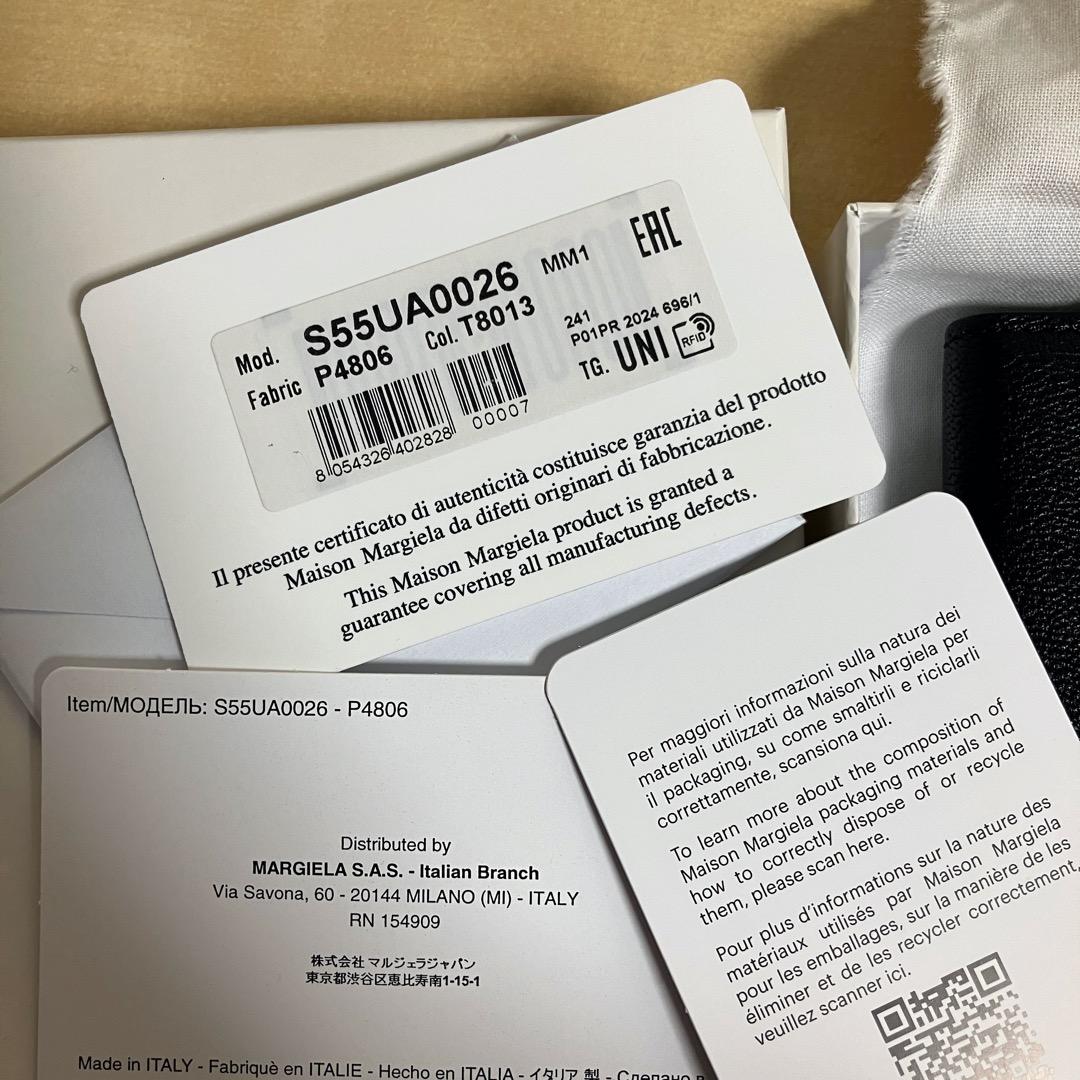 Mod. S55UA0026 MM1 EAC
Fabric P4806 Col. T8013
241
P01PR 2024 696/1
TG. UNI RFID
8 054326 402828 00007
Il presente certificato di autenticità costituisce garanzia del prodotto
Maison Margiela da difetti originari di fabbricazione.
This Maison Margiela product is granted a
guarantee covering all manufacturing defects.
Item/МОДЕЛЬ: S55UA0026 - P4806
Distributed by
MARGIELA S.A.S. - Italian Branch
Via Savona, 60 - 20144 MILANO (MI) - ITALY
RN 154909
株式会社 マルジェラジャパン
東京都渋谷区恵比寿南1-15-1
Made in ITALY - Fabriquè en ITALIE - Hecho en ITALIA - イタリア 製 - Сделано в
Per maggiori informazioni sulla natura dei
materiali utilizzati da Maison Margiela per
il packaging, su come smaltirli e riciclarli
correttamente, scansiona qui.
To learn more about the composition of
Maison Margiela packaging materials and
how to correctly dispose of or recycle
them, please scan here.
Pour plus d'informations sur la nature des
matériaux utilisés par Maison Margiela
pour les emballages, sur la manière de les
éliminer et de les recycler correctement,
veuillez scanner ici.